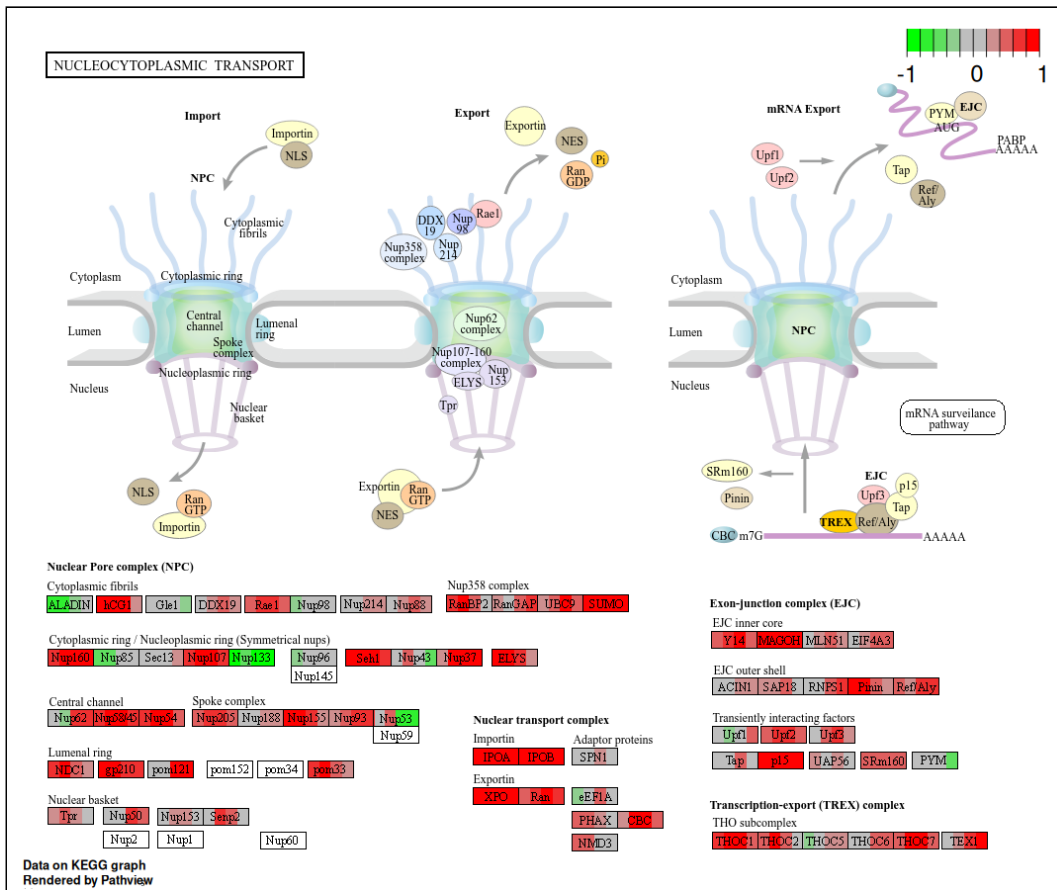 NUCLEOCYTOPLASMIC TRANSPORT
-1 0 1
Import
Importin
NLS
NPC
Cytoplasmic
fibrils
Cytoplasm
Cytoplasmic ring
Central
channel
Lumenal
ring
Lumen
Spoke
complex
Nucleoplasmic ring
Nucleus
Nuclear
basket
NLS
Ran
GTP
Importin
Export
Exportin
NES
Pi
Ran
GDP
DDX
19
Nup
98
Rae1
Nup358
complex
Nup
214
Nup62
complex
Nup107-160
complex
Nup
153
ELYS
Tpr
Exportin
Ran
GTP
NES
mRNA Export
PYM
EJC
AUG
PABP
AAAAA
Upf1
Upf2
Tap
Ref/
Aly
Cytoplasm
Lumen
NPC
Nucleus
mRNA surveilance
pathway
SRm160
Pinin
EJC
p15
Upf3
Tap
TREX
Ref/Aly
CBC m7G
AAAAA
Nuclear Pore complex (NPC)
Cytoplasmic fibrils
ALADIN hCG1 Gle1 DDX19 Rae1 Nup98 Nup214 Nup88
Nup358 complex
RanBP2 RanGAP UBC9 SUMO
Cytoplasmic ring / Nucleoplasmic ring (Symmetrical nups)
Nup160 Nup85 Sec13 Nup107 Nup133 Nup96 Seh1 Nup43 Nup37 ELYS
Nup145
Central channel
Nup62 Nup58/45 Nup54
Spoke complex
Nup205 Nup188 Nup155 Nup93 Nup53
Nup59
Lumenal ring
NDC1 gp210 pom121 pom152 pom34 pom33
Nuclear basket
Tpr Nup50 Nup153 Senp2
Nup2 Nup1 Nup60
Nuclear transport complex
Importin
IPOA IPOB
Adaptor proteins
SPN1
Exportin
XPO Ran
eEF1A
PHAX CBC
NMD3
Exon-junction complex (EJC)
EJC inner core
Y14 MAGOH MLN51 EIF4A3
EJC outer shell
ACIN1 SAP18 RNPS1 Pinin Ref/Aly
Transiently interacting factors
Upf1 Upf2 Upf3
Tap p15 UAP56 SRm160 PYM
Transcription-export (TREX) complex
THO subcomplex
THOC1 THOC2 THOC5 THOC6 THOC7 TEX1
Data on KEGG graph
Rendered by Pathview